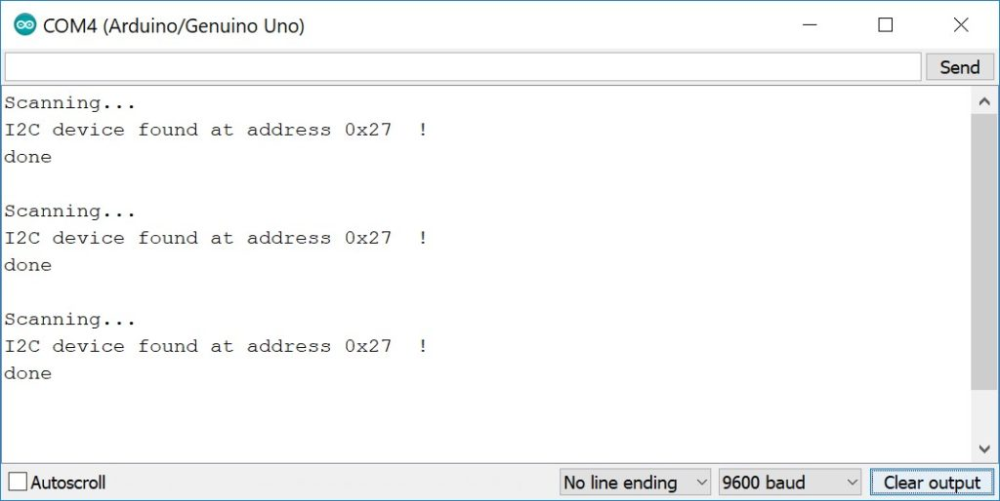 COM4 (Arduino/Genuino Uno)
Send
Scanning...
I2C device found at address 0x27  !
done
Scanning...
I2C device found at address 0x27  !
done
Scanning...
I2C device found at address 0x27  !
done
Autoscroll
No line ending
9600 baud
Clear output